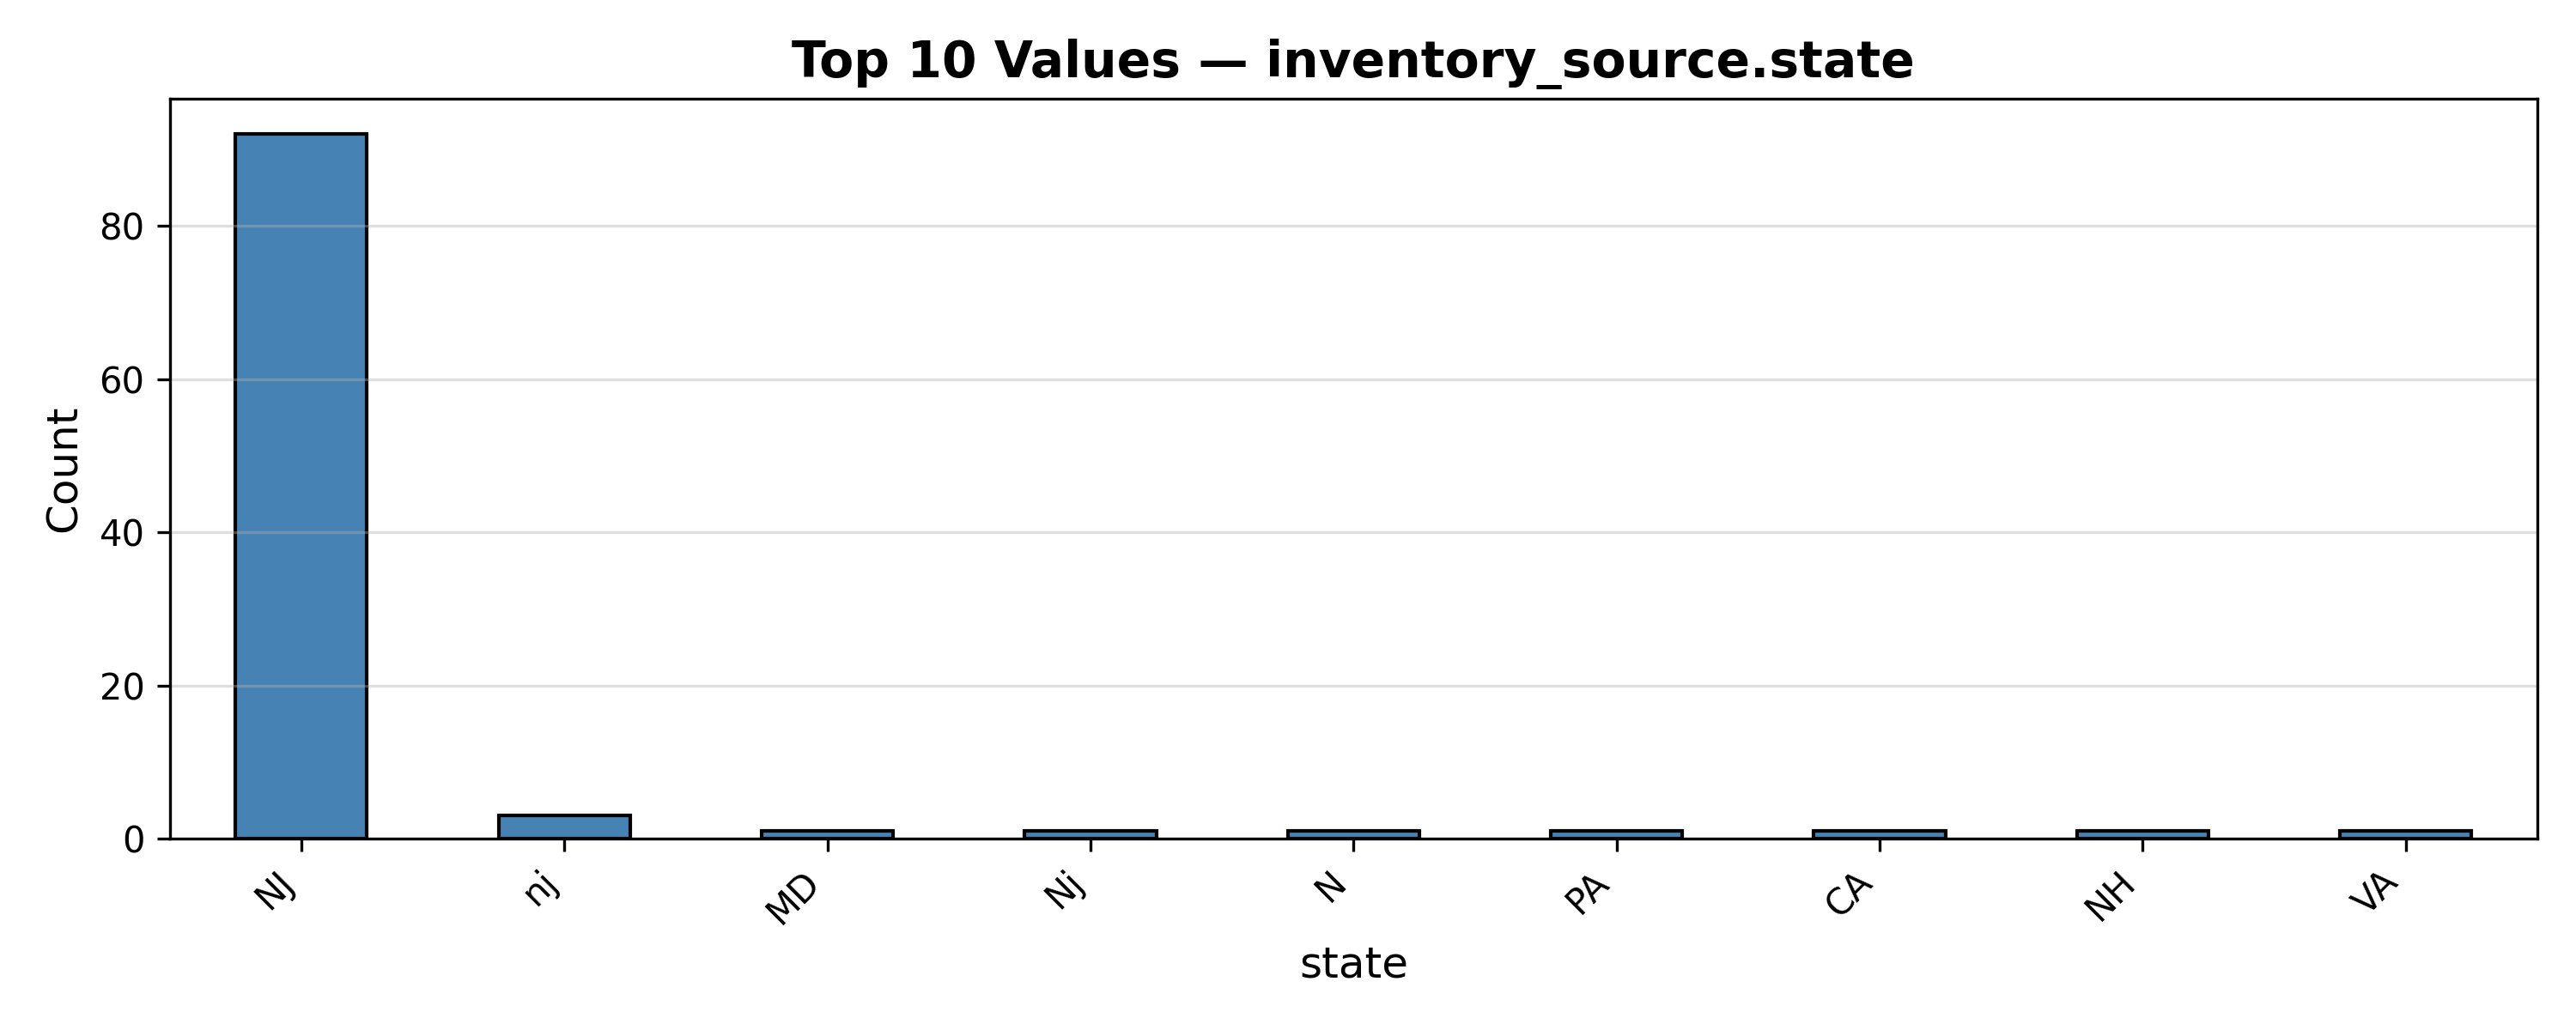 Top 10 Values — inventory_source.state
Count
80
60
40
20
0
NJ
nj
MD
Nj
N
PA
CA
NH
VA
state